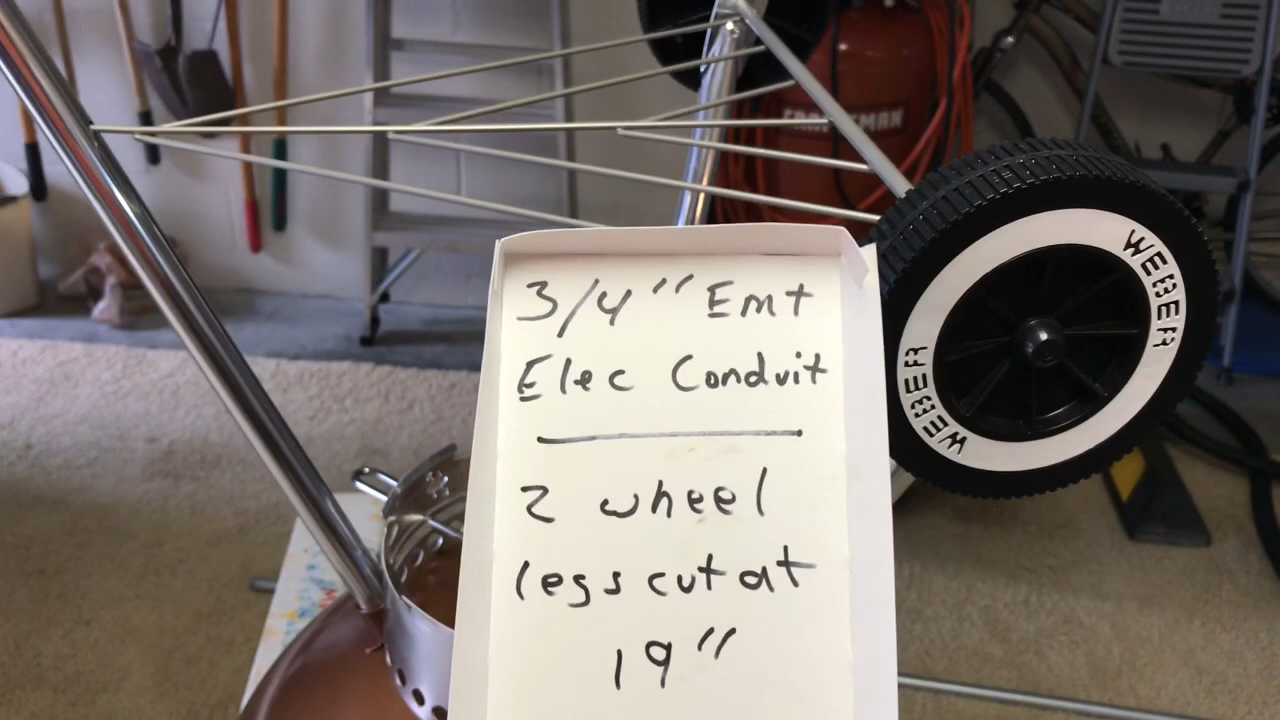 CRAFTSMAN
3/4" Emt
Elec Conduit
2 wheel
legs cut at
19"
WEBER
WEBER